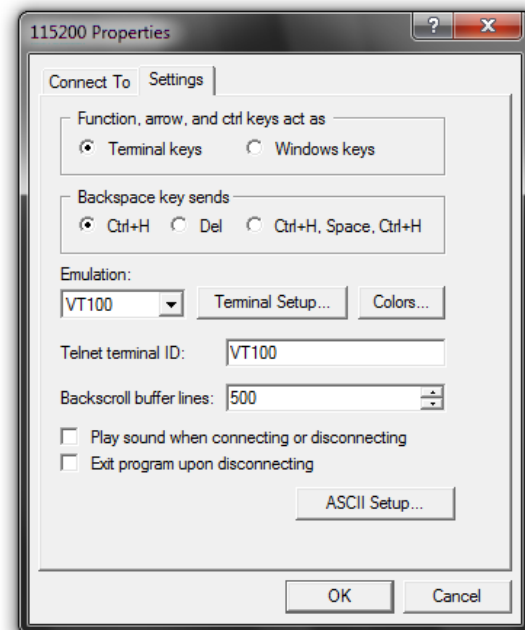 115200 Properties
Connect To Settings
Function, arrow, and ctrl keys act as
Terminal keys Windows keys
Backspace key sends
Ctrl+H Del Ctrl+H, Space, Ctrl+H
Emulation:
VT100 Terminal Setup... Colors...
Telnet terminal ID: VT100
Backscroll buffer lines: 500
Play sound when connecting or disconnecting
Exit program upon disconnecting
ASCII Setup...
OK Cancel